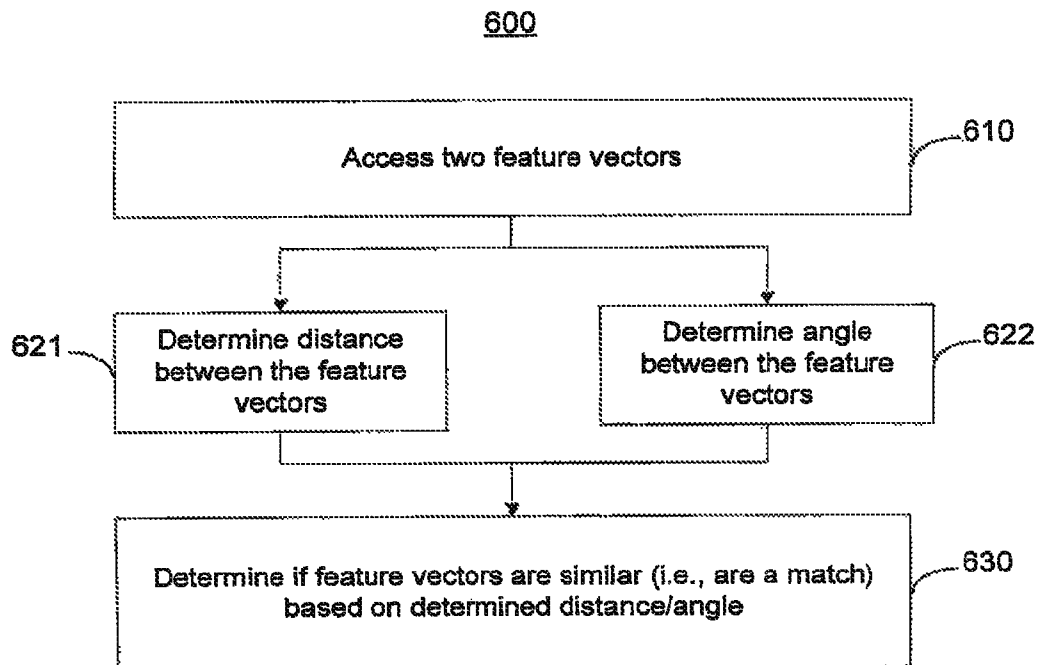 600
Access two feature vectors
610
621
Determine distance
between the feature
vectors
Determine angle
between the feature
vectors
622
Determine if feature vectors are similar (i.e., are a match)
based on determined distance/angle
630